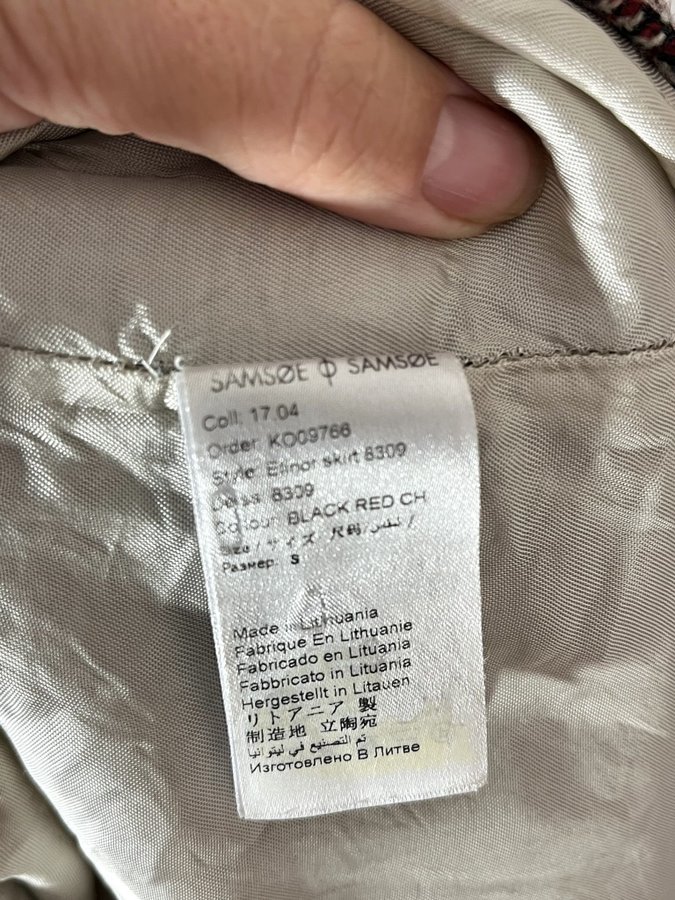 SAMSØE Φ SAMSØE
Coll: 17.04
Order: KO09766
Style: Elinor skirt 8309
8309
Colour: BLACK RED CH
Size / サイズ 尺码/نفس /
Размер: S
Made in Lithuania
Fabrique En Lithuanie
Fabricado en Lituania
Fabbricato in Lituania
Hergestellt in Litauen
リトアニア 製
制造地 立陶宛
تم التصنيع في ليتوانيا
Изготовлено В Литве